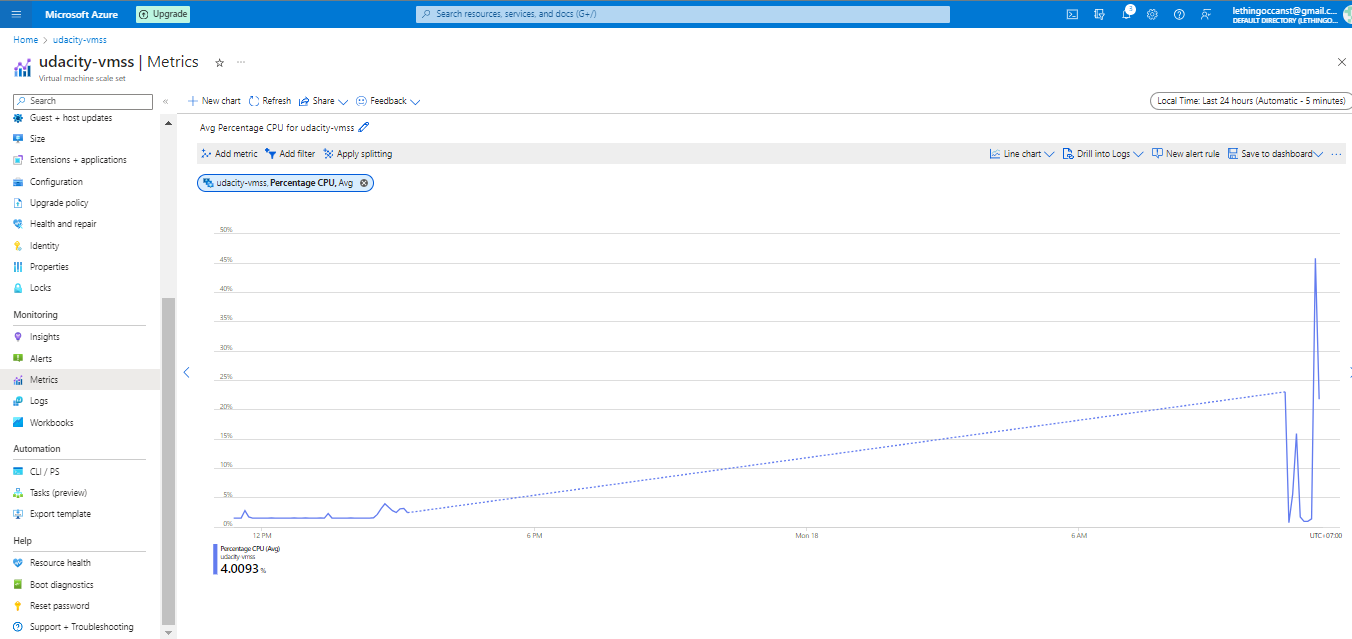 Microsoft Azure
Upgrade
Search resources, services, and docs (G+/)
3
lethingoccanst@gmail.c...
DEFAULT DIRECTORY (LETHINGO...
Home > udacity-vmss
udacity-vmss | Metrics
Virtual machine scale set
Search
Guest + host updates
Size
Extensions + applications
Configuration
Upgrade policy
Health and repair
Identity
Properties
Locks
Monitoring
Insights
Alerts
Metrics
Logs
Workbooks
Automation
CLI / PS
Tasks (preview)
Export template
Help
Resource health
Boot diagnostics
Reset password
Support + Troubleshooting
New chart Refresh Share Feedback
Local Time: Last 24 hours (Automatic - 5 minutes)
Avg Percentage CPU for udacity-vmss
Add metric Add filter Apply splitting
Line chart Drill into Logs New alert rule Save to dashboard ...
udacity-vmss, Percentage CPU, Avg
50%
45%
40%
35%
30%
25%
20%
15%
10%
5%
0%
12 PM 6 PM Mon 18 6 AM UTC+07:00
Percentage CPU (Avg)
udacity-vmss
4.0093 %